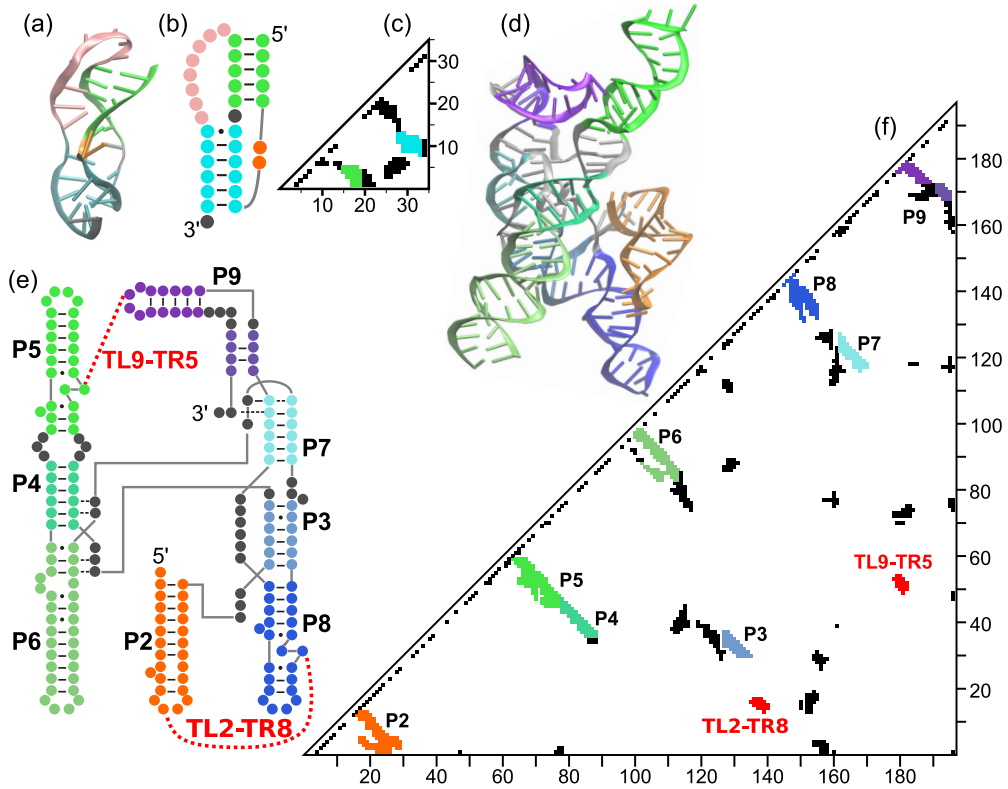 (a)
(b)
(c)
(d)
5'
3'
30
20
10
10 20 30
(e)
P9
P5
TL9-TR5
3'
P7
P4
P3
5'
P2
P8
P6
TL2-TR8
(f)
180
160
140
120
100
80
60
40
20
P9
P8
P7
P6
TL9-TR5
P5
P4
P3
TL2-TR8
P2
20 40 60 80 100 120 140 160 180